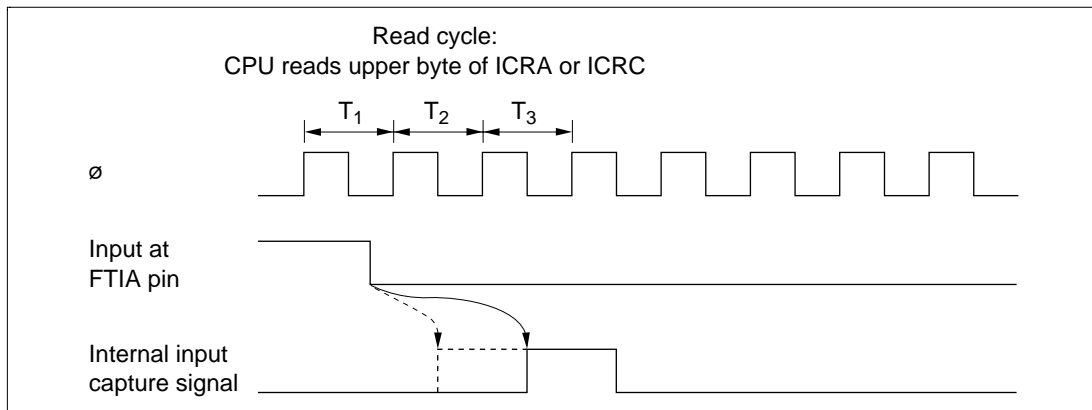 Read cycle:
CPU reads upper byte of ICRA or ICRC
T1 T2 T3
ø
Input at
FTIA pin
Internal input
capture signal